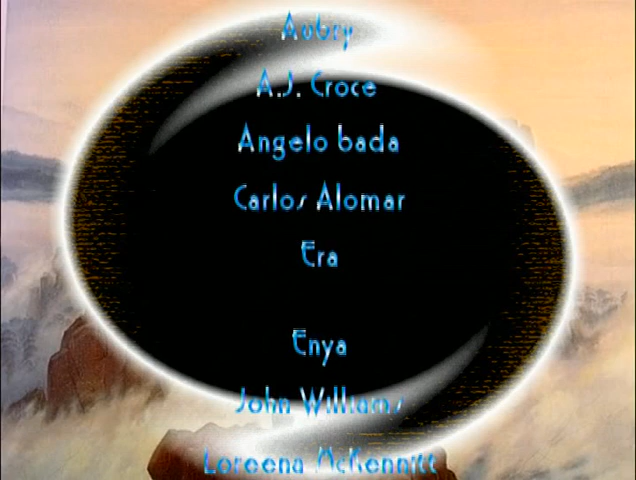 Aubry
A.J. Croce
Angelo bada
Carlos Alomar
Era
Enya
John Williams
Loreena McKennitt